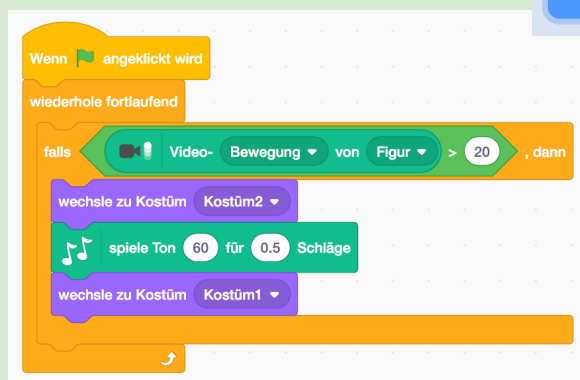 Wenn angeklickt wird
wiederhole fortlaufend
falls Video- Bewegung von Figur > 20 , dann
wechsle zu Kostüm Kostüm2
spiele Ton 60 für 0.5 Schläge
wechsle zu Kostüm Kostüm1